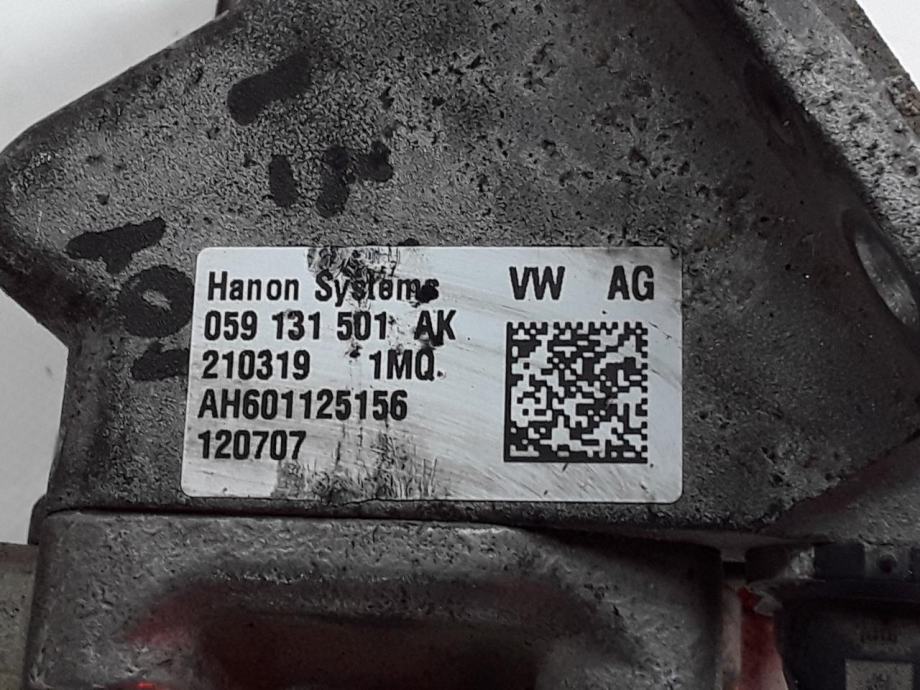 Hanon Systems VW AG
059 131 501 AK
210319 1MQ
AH601125156
120707